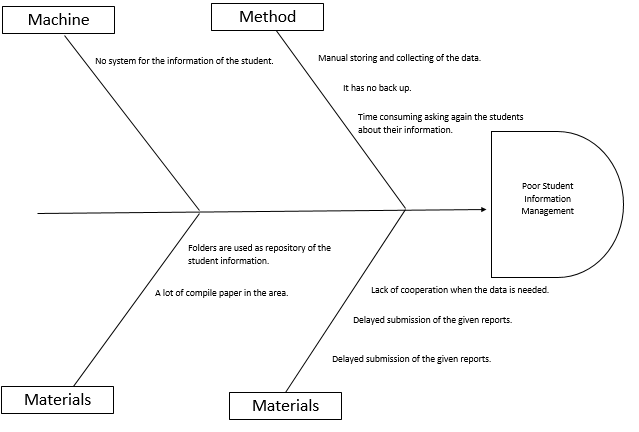 Machine
Method
No system for the information of the student.
Manual storing and collecting of the data.
It has no back up.
Time consuming asking again the students
about their information.
Poor Student
Information
Management
Folders are used as repository of the
student information.
A lot of compile paper in the area.
Lack of cooperation when the data is needed.
Delayed submission of the given reports.
Delayed submission of the given reports.
Materials
Materials